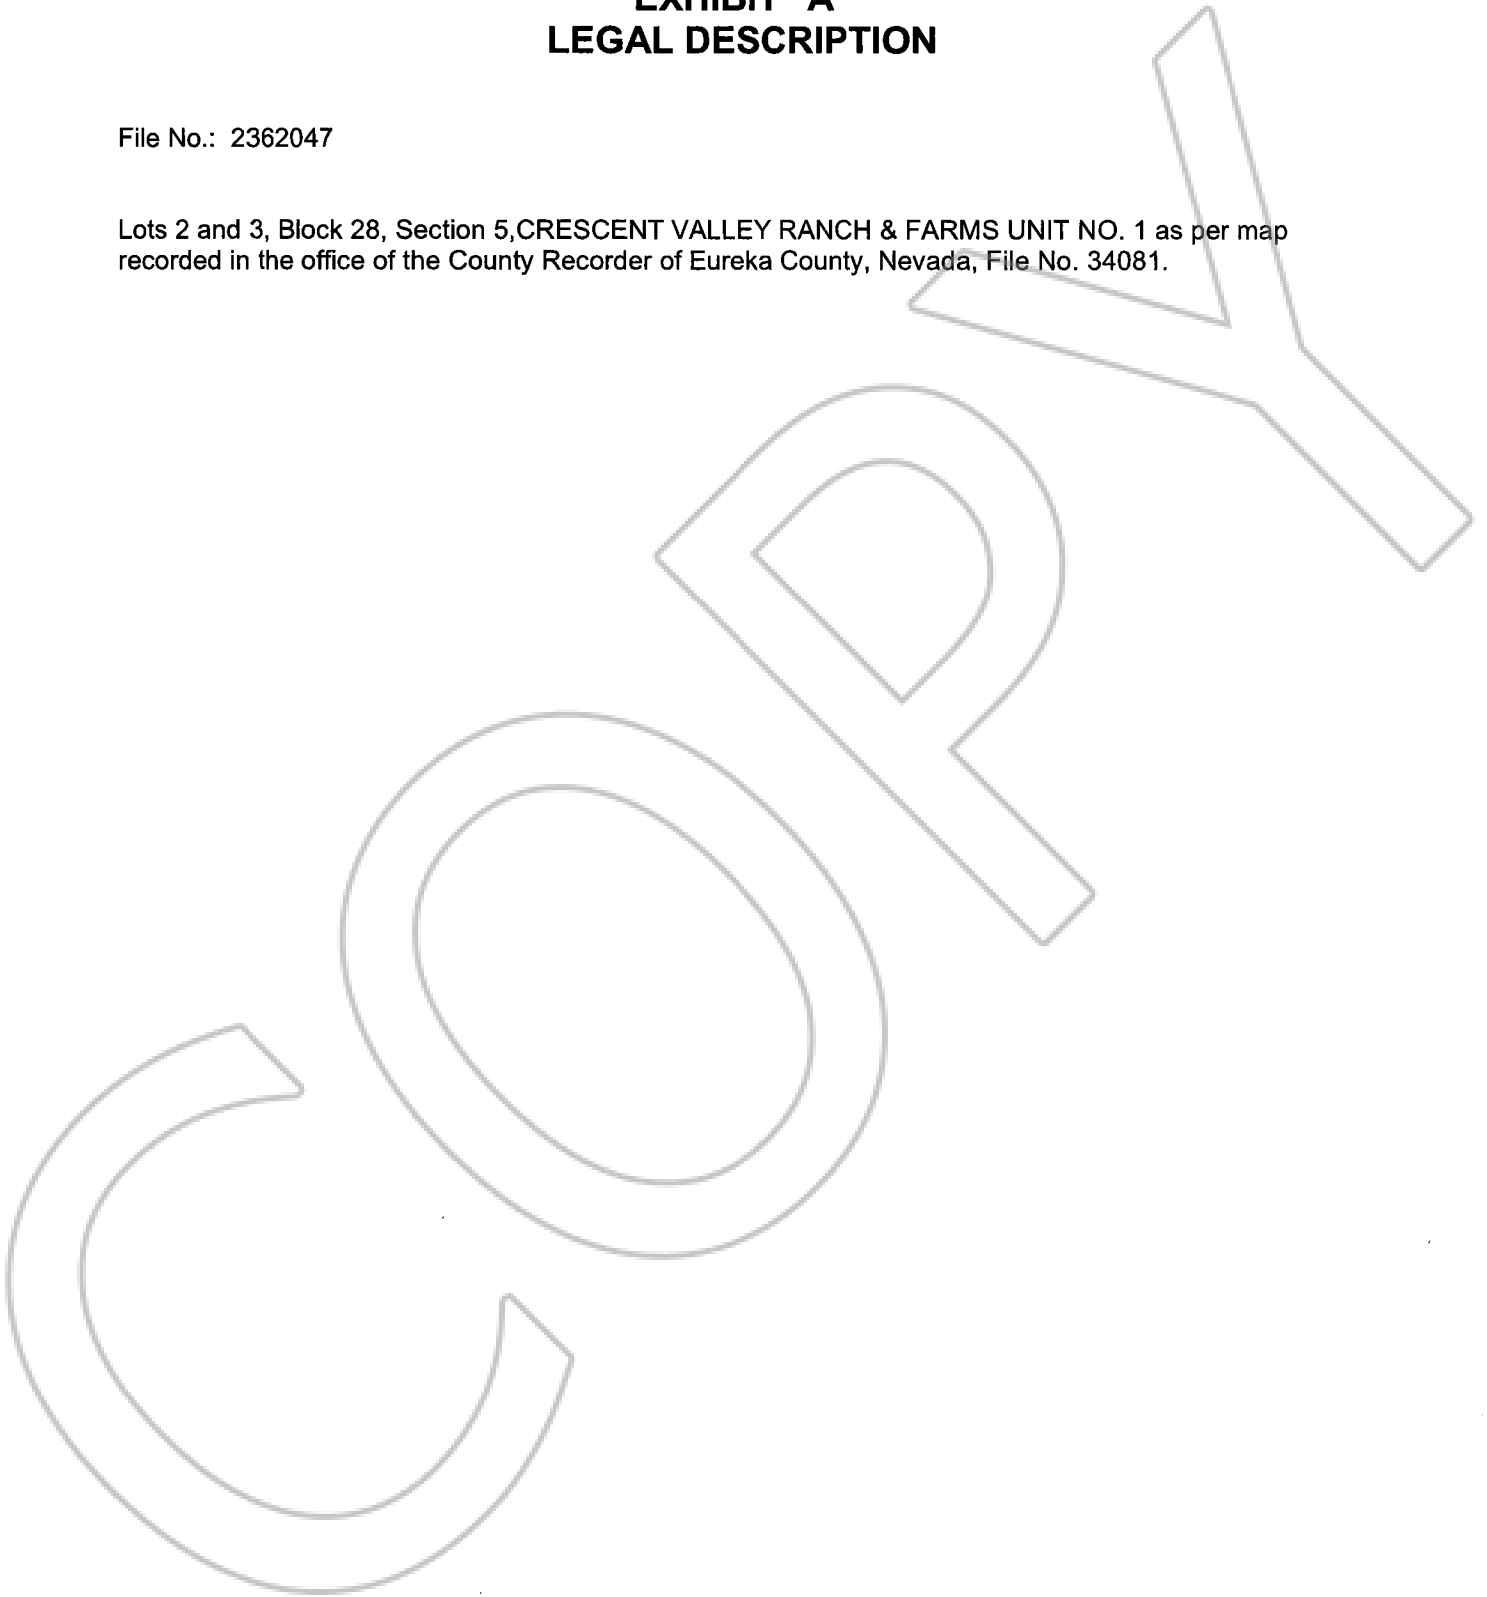 EXHIBIT "A"
LEGAL DESCRIPTION
File No.: 2362047
Lots 2 and 3, Block 28, Section 5,CRESCENT VALLEY RANCH & FARMS UNIT NO. 1 as per map
recorded in the office of the County Recorder of Eureka County, Nevada, File No. 34081.
COPY